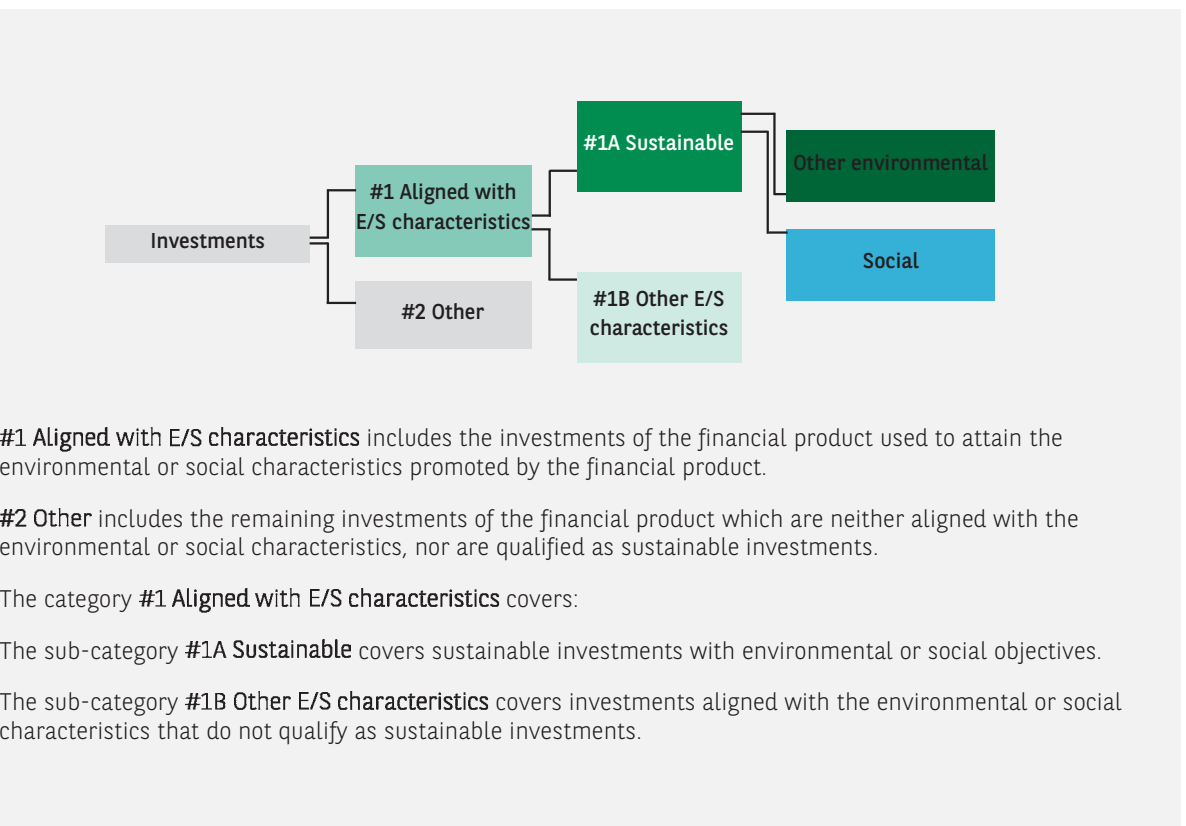 #1A Sustainable
Other environmental
#1 Aligned with
E/S characteristics
Investments
Social
#2 Other
#1B Other E/S
characteristics
#1 Aligned with E/S characteristics includes the investments of the financial product used to attain the
environmental or social characteristics promoted by the financial product.
#2 Other includes the remaining investments of the financial product which are neither aligned with the
environmental or social characteristics, nor are qualified as sustainable investments.
The category #1 Aligned with E/S characteristics covers:
The sub-category #1A Sustainable covers sustainable investments with environmental or social objectives.
The sub-category #1B Other E/S characteristics covers investments aligned with the environmental or social
characteristics that do not qualify as sustainable investments.